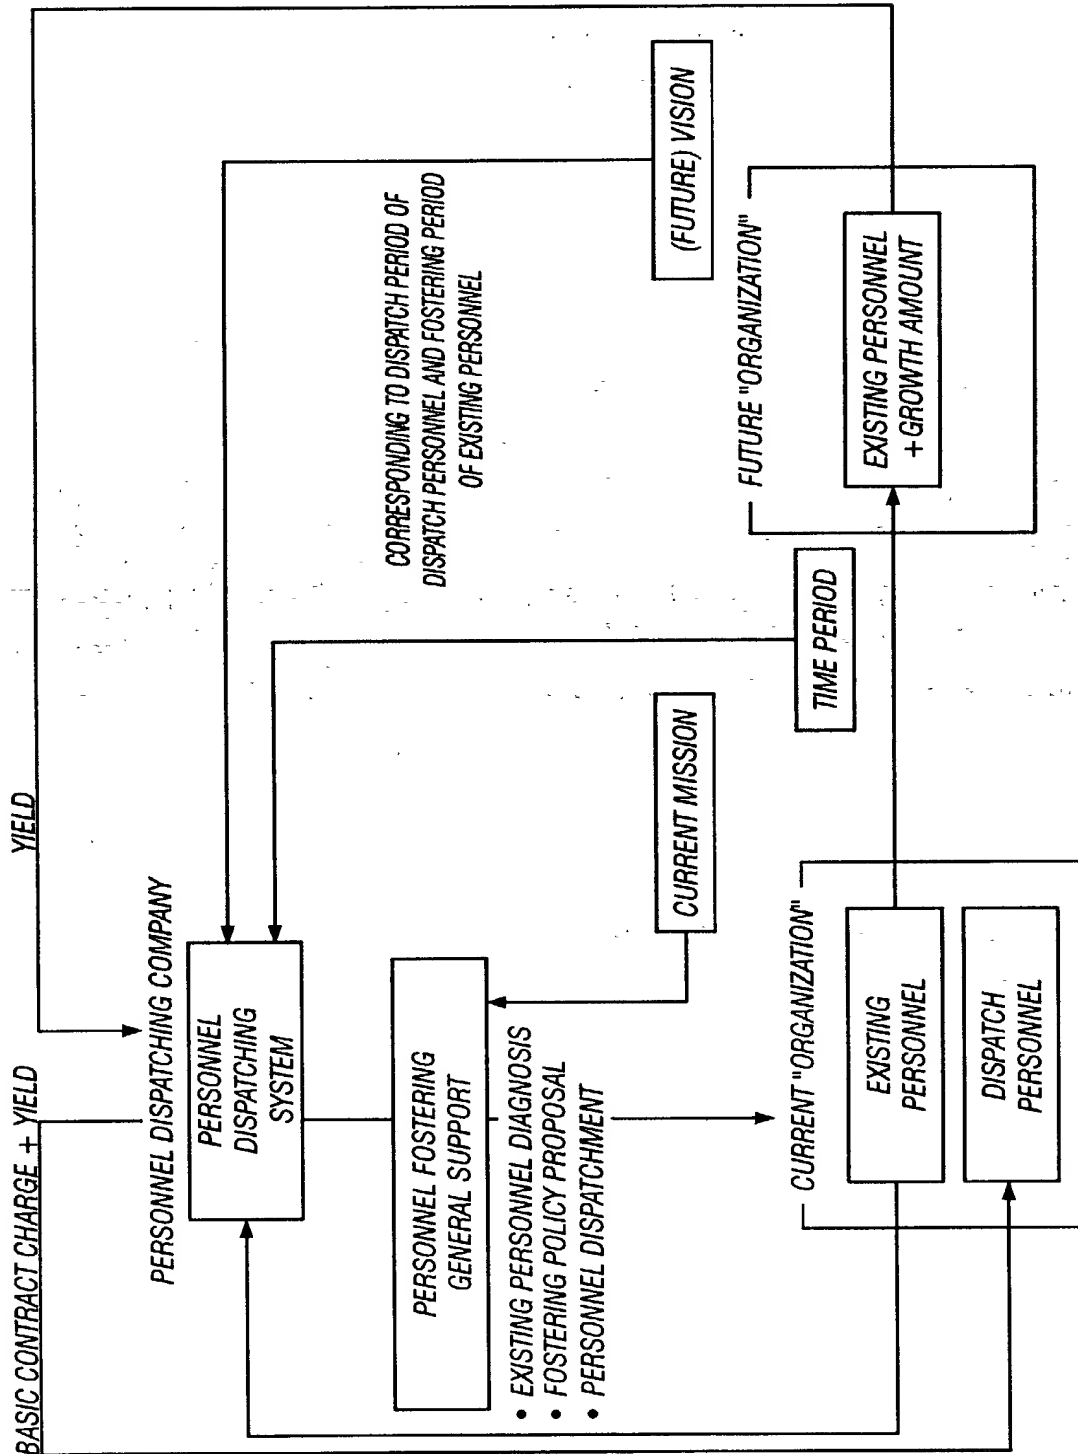 BASIC CONTRACT CHARGE + YIELD
YIELD
PERSONNEL DISPATCHING COMPANY
PERSONNEL
DISPATCHING
SYSTEM
CORRESPONDING TO DISPATCH PERIOD OF
DISPATCH PERSONNEL AND FOSTERING PERIOD
OF EXISTING PERSONNEL
PERSONNEL FOSTERING
GENERAL SUPPORT
• EXISTING PERSONNEL DIAGNOSIS
• FOSTERING POLICY PROPOSAL
• PERSONNEL DISPATCHMENT
CURRENT MISSION
(FUTURE) VISION
TIME PERIOD
CURRENT "ORGANIZATION"
EXISTING
PERSONNEL
DISPATCH
PERSONNEL
FUTURE "ORGANIZATION"
EXISTING PERSONNEL
+ GROWTH AMOUNT